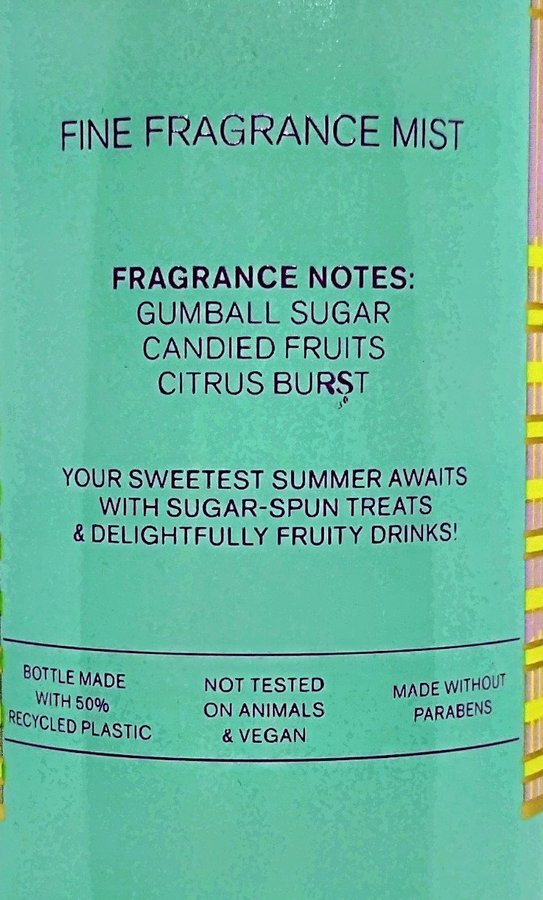 FINE FRAGRANCE MIST
FRAGRANCE NOTES:
GUMBALL SUGAR
CANDIED FRUITS
CITRUS BURST
YOUR SWEETEST SUMMER AWAITS
WITH SUGAR-SPUN TREATS
& DELIGHTFULLY FRUITY DRINKS!
BOTTLE MADE
WITH 50%
RECYCLED PLASTIC
NOT TESTED
ON ANIMALS
& VEGAN
MADE WITHOUT
PARABENS